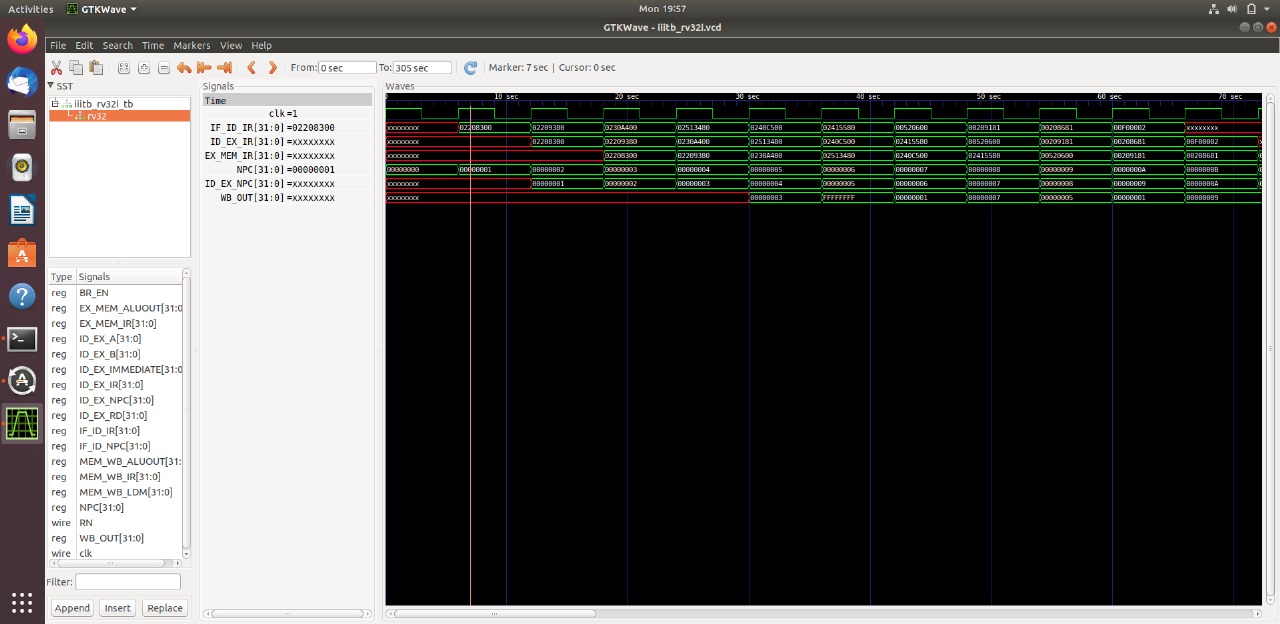 Activities GTKWave Mon 19:57
GTKWave - iiitb_rv32i.vcd
File Edit Search Time Markers View Help
From: 0 sec To: 305 sec Marker: 7 sec | Cursor: 0 sec
SST
iiitb_rv32i_tb
rv32
Type Signals
reg BR_EN
reg EX_MEM_ALUOUT[31:0
reg EX_MEM_IR[31:0]
reg ID_EX_A[31:0]
reg ID_EX_B[31:0]
reg ID_EX_IMMEDIATE[31:0
reg ID_EX_IR[31:0]
reg ID_EX_NPC[31:0]
reg ID_EX_RD[31:0]
reg IF_ID_IR[31:0]
reg IF_ID_NPC[31:0]
reg MEM_WB_ALUOUT[31:
reg MEM_WB_IR[31:0]
reg MEM_WB_LDM[31:0]
reg NPC[31:0]
wire RN
reg WB_OUT[31:0]
wire clk
Filter:
Append Insert Replace
Signals
Time
clk =1
IF_ID_IR[31:0] =02208300
ID_EX_IR[31:0] =xxxxxxxx
EX_MEM_IR[31:0] =xxxxxxxx
NPC[31:0] =00000001
ID_EX_NPC[31:0] =xxxxxxxx
WB_OUT[31:0] =xxxxxxxx
Waves
0 10 sec 20 sec 30 sec 40 sec 50 sec 60 sec 70 sec
xxxxxxxx 02208300 02209380 0230A400 02513480 0240C500 02415580 00520600 00209181 00208681 00F00002 xxxxxxxx
xxxxxxxx 02208300 02209380 0230A400 02513480 0240C500 02415580 00520600 00209181 00208681 00F00002
xxxxxxxx 02208300 02209380 0230A400 02513480 0240C500 02415580 00520600 00209181 00208681
00000000 00000001 00000002 00000003 00000004 00000005 00000006 00000007 00000008 00000009 0000000A 0000000B
xxxxxxxx 00000001 00000002 00000003 00000004 00000005 00000006 00000007 00000008 00000009 0000000A
xxxxxxxx 00000003 FFFFFFFF 00000001 00000007 00000005 00000001 00000009